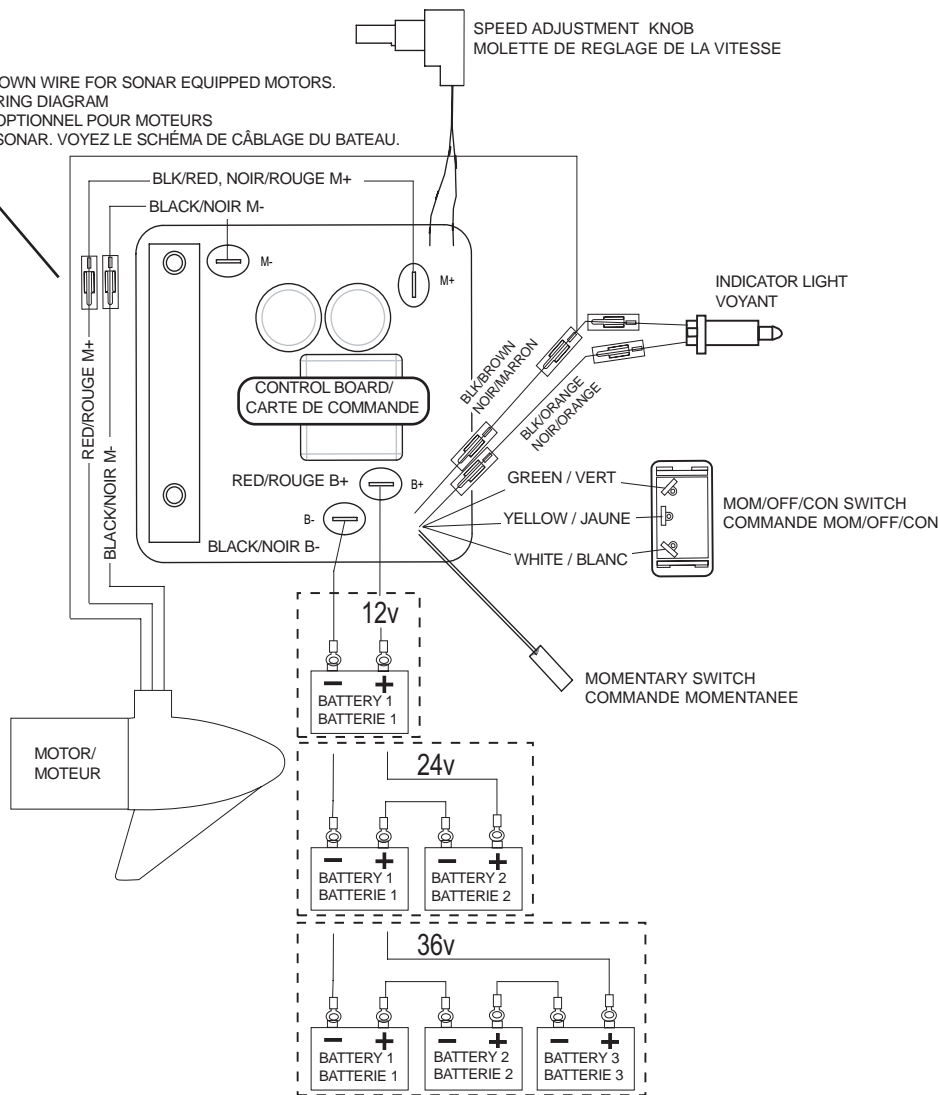 SPEED ADJUSTMENT KNOB
MOLETTE DE REGLAGE DE LA VITESSE
OWN WIRE FOR SONAR EQUIPPED MOTORS.
RING DIAGRAM
OPTIONNEL POUR MOTEURS
SONAR. VOYEZ LE SCHÉMA DE CÂBLAGE DU BATEAU.
BLK/RED, NOIR/ROUGE M+
BLACK/NOIR M-
M-
M+
INDICATOR LIGHT
VOYANT
RED/ROUGE M+
BLACK/NOIR M-
CONTROL BOARD/
CARTE DE COMMANDE
BLK/BROWN
NOIR/MARRON
BLK/ORANGE
NOIR/ORANGE
RED/ROUGE B+
B+
B-
BLACK/NOIR B-
GREEN / VERT
YELLOW / JAUNE
WHITE / BLANC
MOM/OFF/CON SWITCH
COMMANDE MOM/OFF/CON
12v
BATTERY 1
BATTERIE 1
MOMENTARY SWITCH
COMMANDE MOMENTANEE
MOTOR/
MOTEUR
24v
BATTERY 1
BATTERIE 1
BATTERY 2
BATTERIE 2
36v
BATTERY 1
BATTERIE 1
BATTERY 2
BATTERIE 2
BATTERY 3
BATTERIE 3